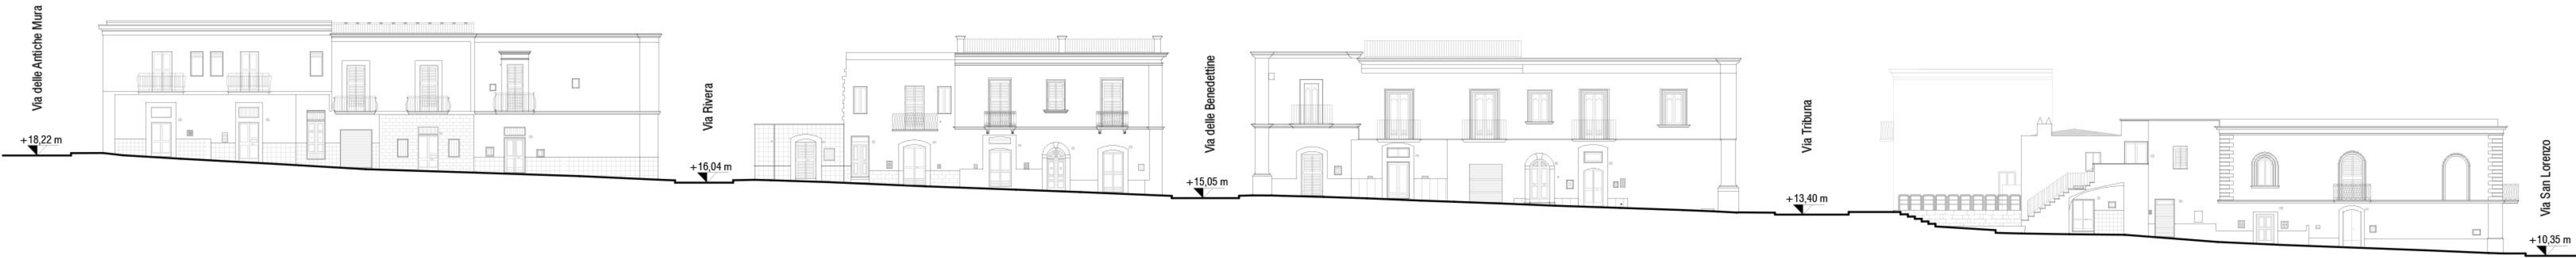 Via delle Antiche Mura
+18,22 m
Via Rivera
+16,04 m
Via delle Benedettine
+15,05 m
Via Tribuna
+13,40 m
Via San Lorenzo
+10,35 m